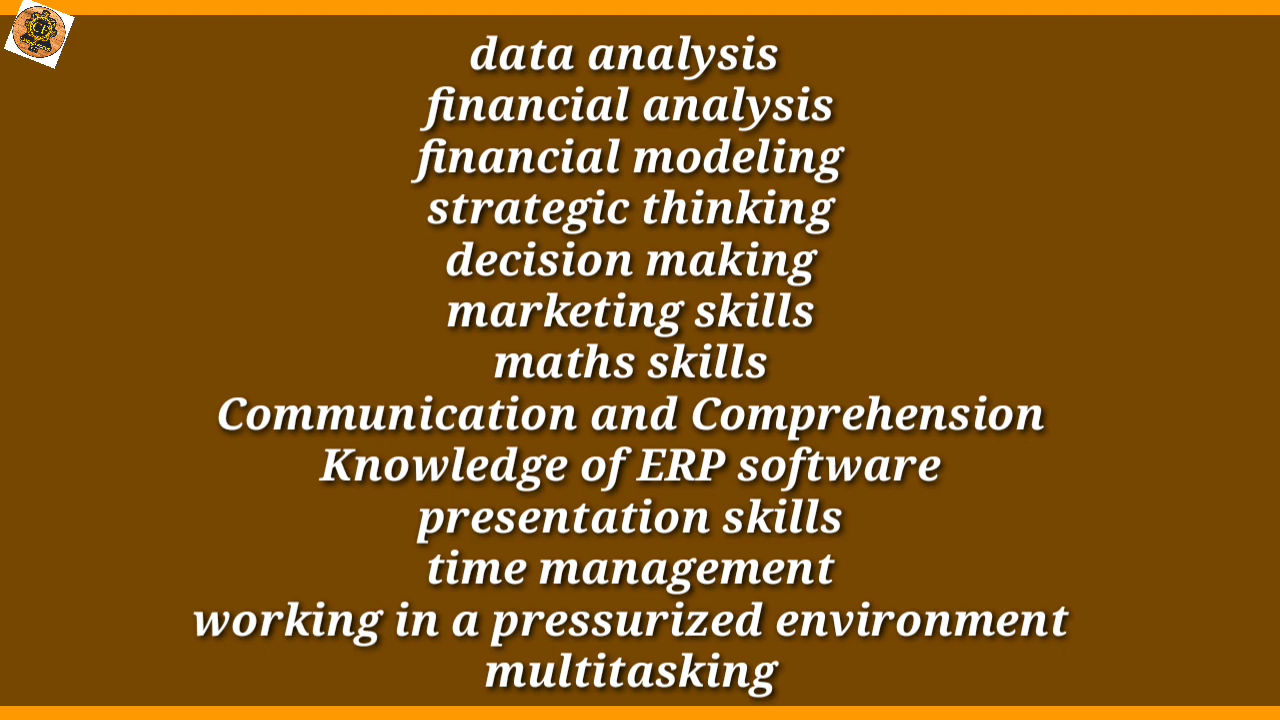 data analysis
financial analysis
financial modeling
strategic thinking
decision making
marketing skills
maths skills
Communication and Comprehension
Knowledge of ERP software
presentation skills
time management
working in a pressurized environment
multitasking